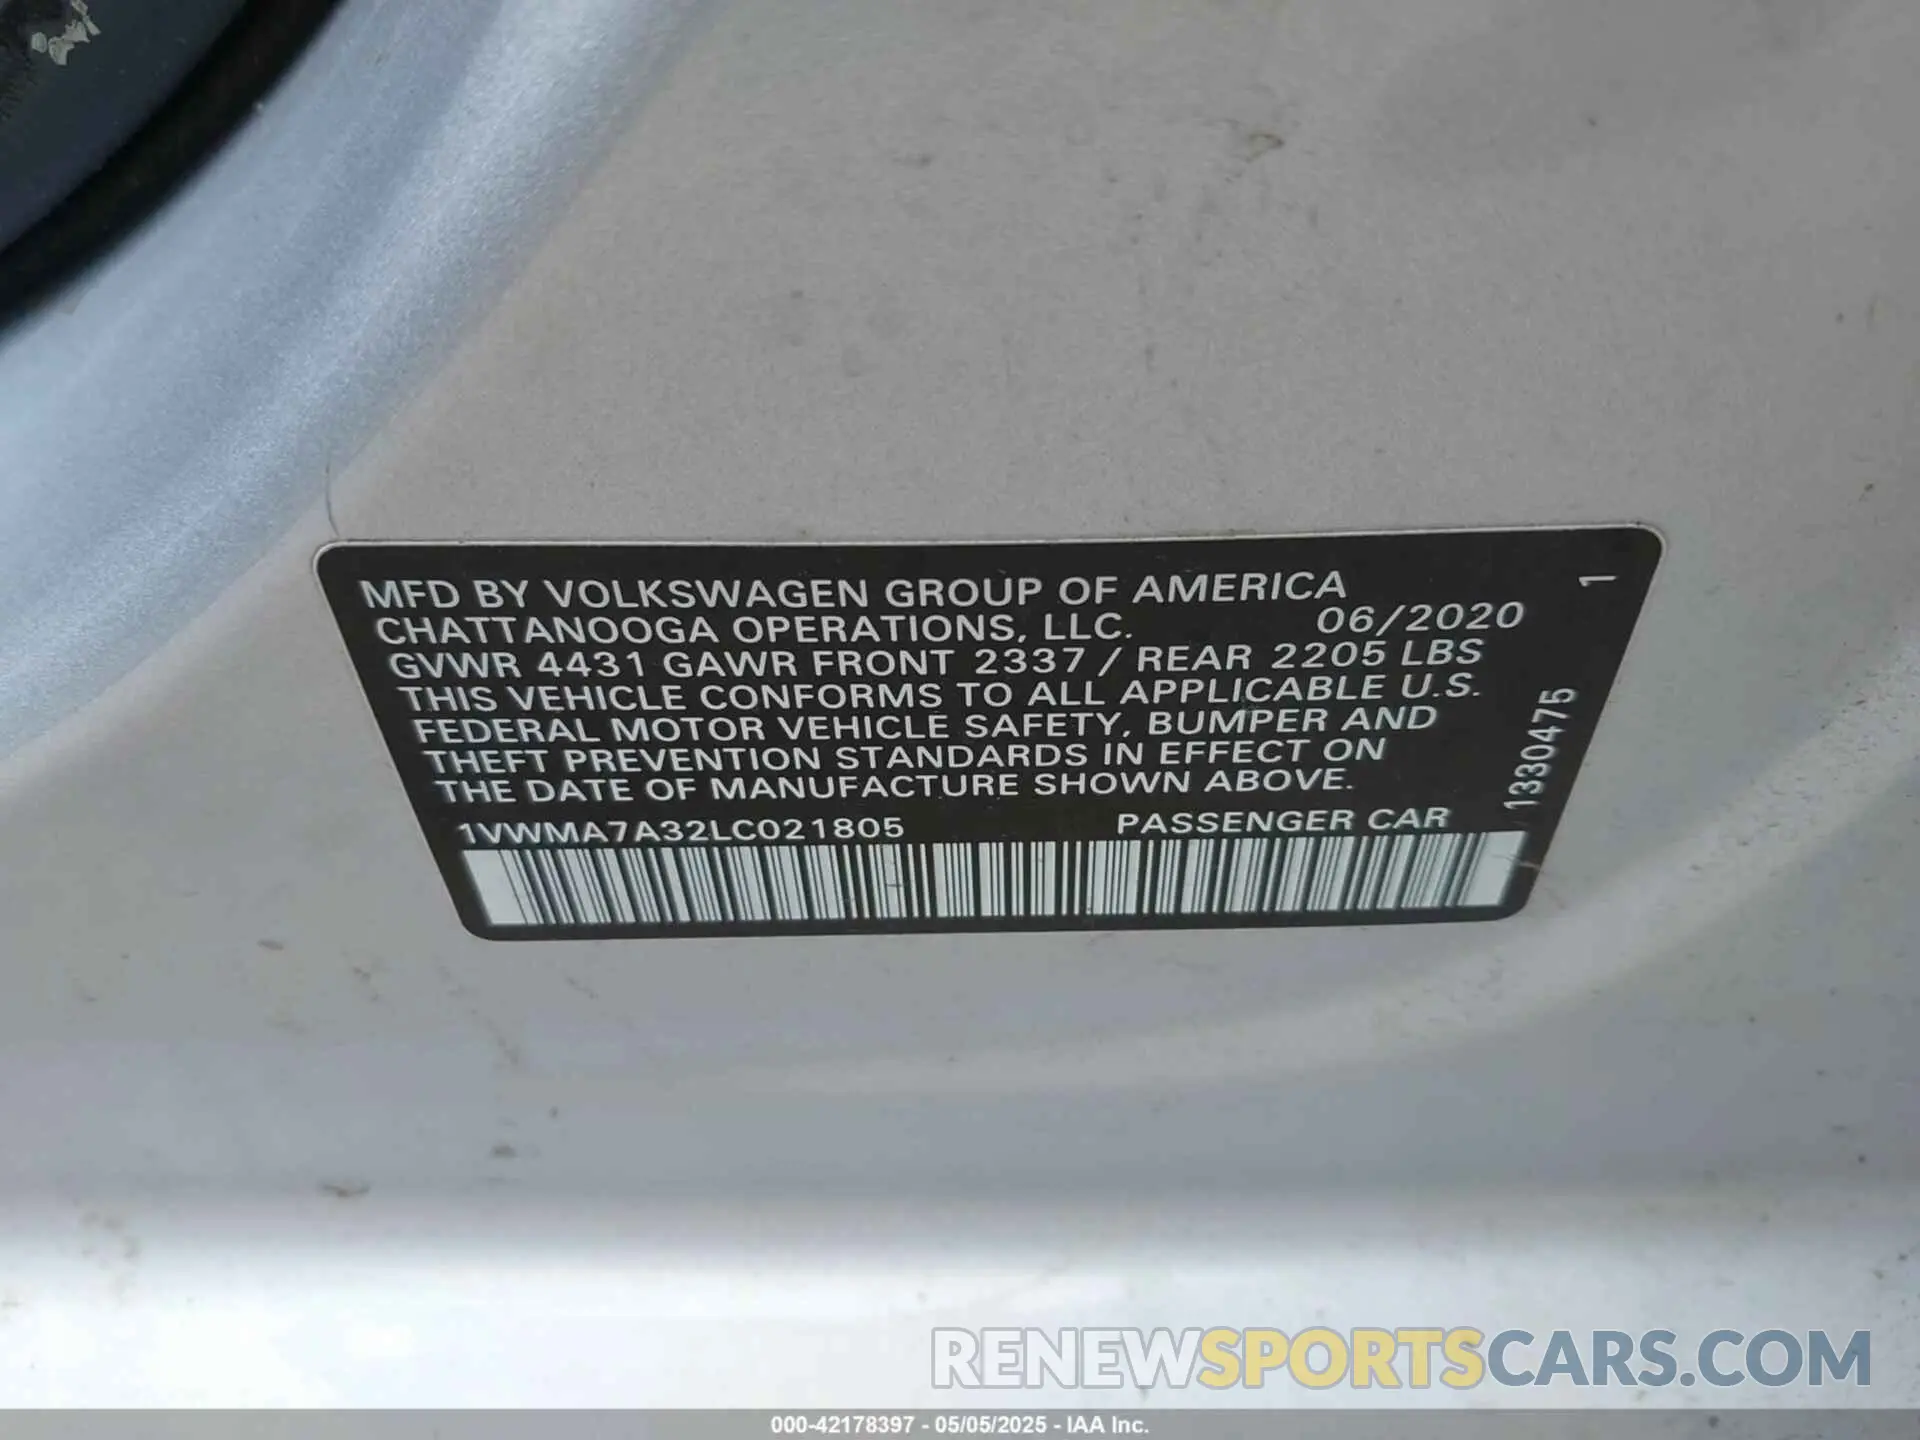 MFD BY VOLKSWAGEN GROUP OF AMERICA
CHATTANOOGA OPERATIONS, LLC. 06/2020
GVWR 4431 GAWR FRONT 2337 / REAR 2205 LBS
THIS VEHICLE CONFORMS TO ALL APPLICABLE U.S.
FEDERAL MOTOR VEHICLE SAFETY, BUMPER AND
THEFT PREVENTION STANDARDS IN EFFECT ON
THE DATE OF MANUFACTURE SHOWN ABOVE.
1VWMA7A32LC021805 PASSENGER CAR
1330475 1
RENEWSPORTSCARS.COM
000-42178397 - 05/05/2025 - IAA Inc.